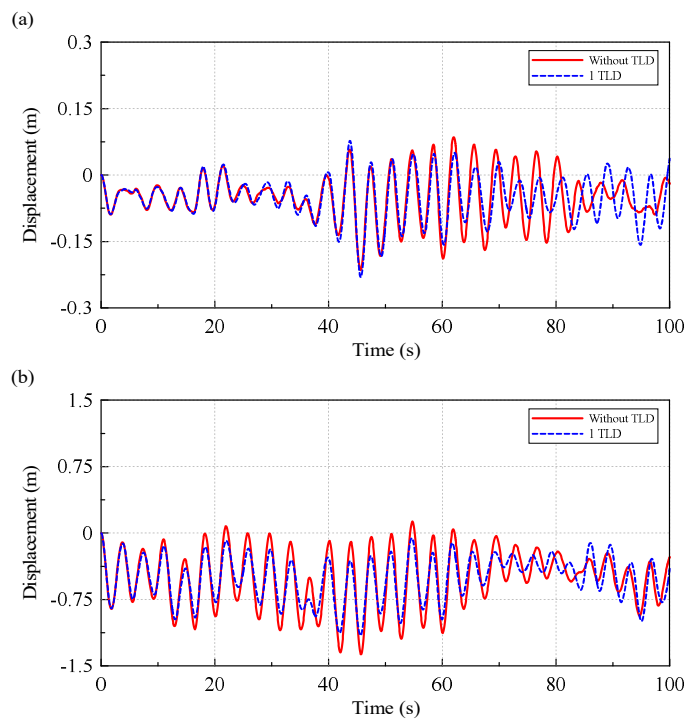 (a)
0.3
0.15
0
-0.15
-0.3
Displacement (m)
Without TLD
1 TLD
0
20
40
60
80
100
Time (s)
(b)
1.5
0.75
0
-0.75
-1.5
Displacement (m)
Without TLD
1 TLD
0
20
40
60
80
100
Time (s)